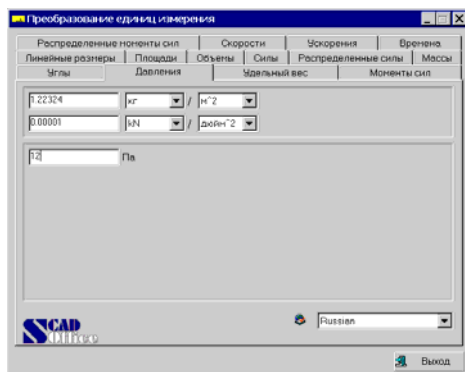 Преобразование единиц измерения
Распределенные моменты сил Скорости Ускорения Времена
Линейные размеры Площади Объемы Силы Распределенные силы Массы
Углы Давления Удельный вес Моменты сил
1.22324 кг / м^2
0.00001 kN / дюйм^2
12 Па
SCAD
Office
Russian
Выход